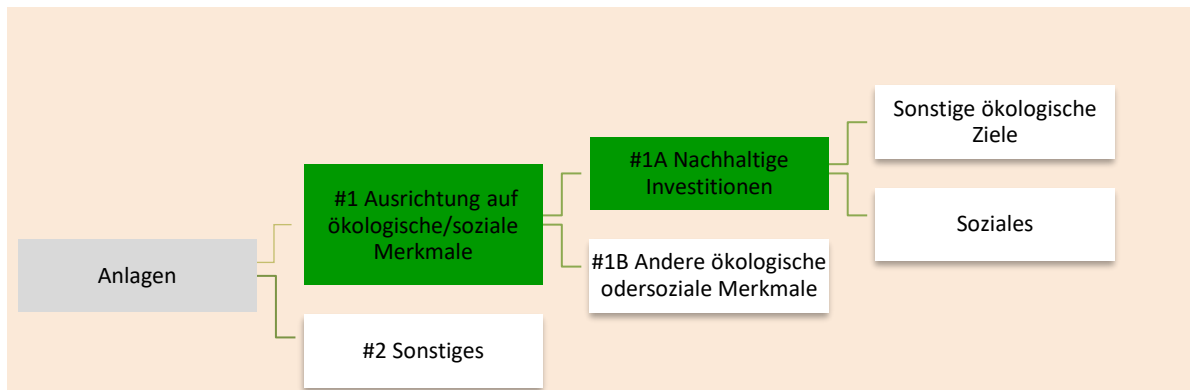 Anlagen
#1 Ausrichtung auf
ökologische/soziale
Merkmale
#2 Sonstiges
#1A Nachhaltige
Investitionen
#1B Andere ökologische
odersoziale Merkmale
Sonstige ökologische
Ziele
Soziales